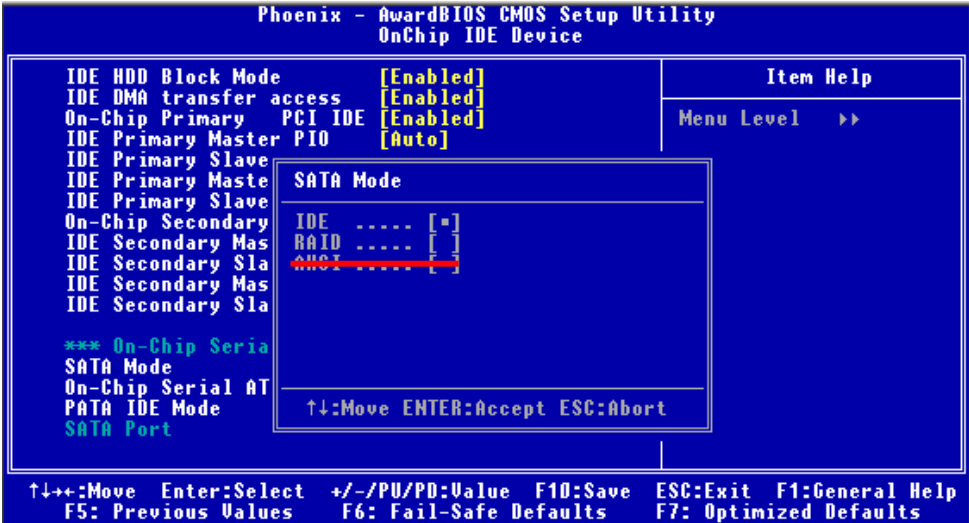 Phoenix - AwardBIOS CMOS Setup Utility
OnChip IDE Device
IDE HDD Block Mode [Enabled]
IDE DMA transfer access [Enabled]
On-Chip Primary PCI IDE [Enabled]
IDE Primary Master PIO [Auto]
IDE Primary Slave
IDE Primary Maste
IDE Primary Slave
On-Chip Secondary
IDE Secondary Mas
IDE Secondary Sla
IDE Secondary Mas
IDE Secondary Sla
*** On-Chip Seria
SATA Mode
On-Chip Serial AT
PATA IDE Mode
SATA Port
SATA Mode
IDE ..... [▪]
RAID ..... [ ]
AHCI ..... [ ]
↑↓:Move ENTER:Accept ESC:Abort
Item Help
Menu Level ▸▸
↑↓→←:Move Enter:Select +/-/PU/PD:Value F10:Save ESC:Exit F1:General Help
F5: Previous Values F6: Fail-Safe Defaults F7: Optimized Defaults